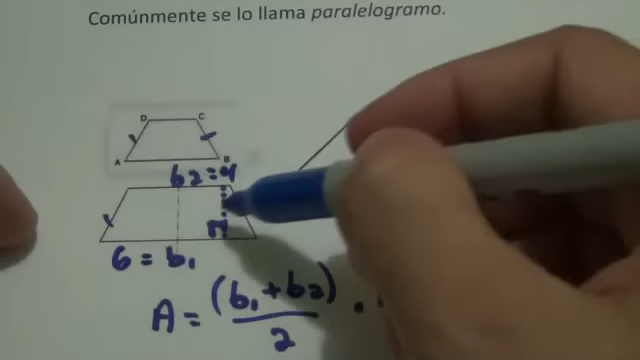 Comúnmente se lo llama paralelogramo.
D C
A B
b2=4
6 = b1
A = (b1+b2) .
2